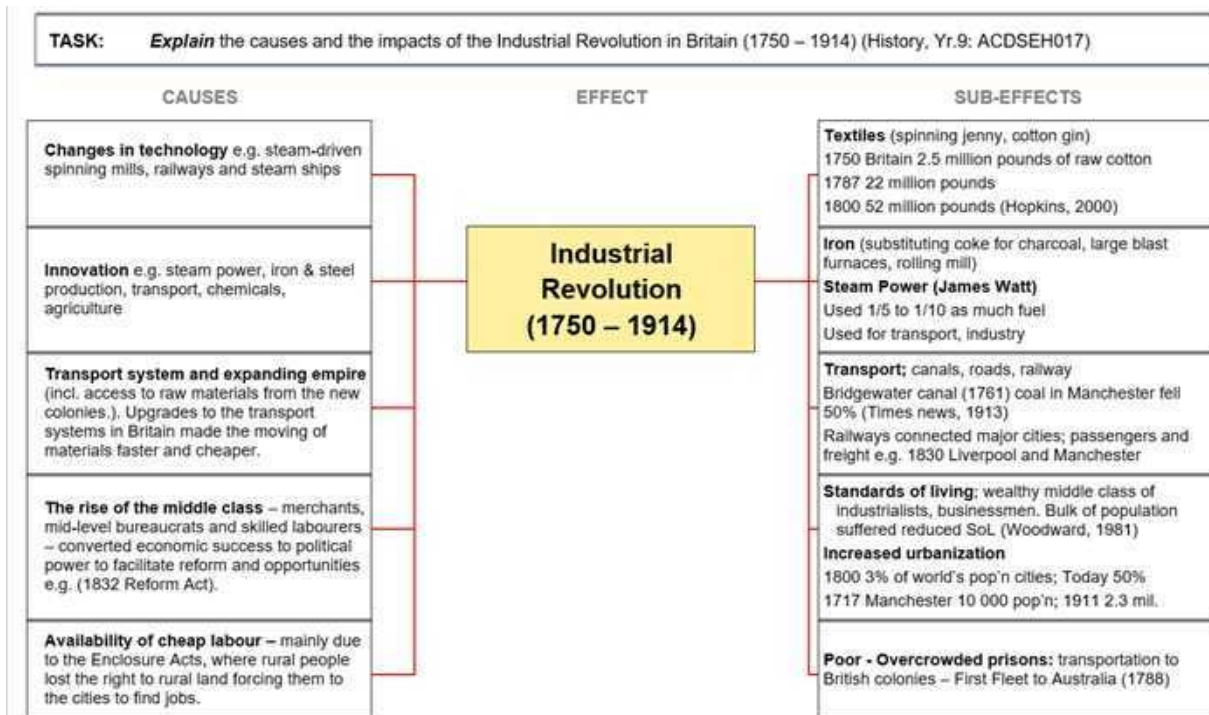 TASK: Explain the causes and the impacts of the Industrial Revolution in Britain (1750 – 1914) (History, Yr.9: ACDSEH017)
CAUSES
EFFECT
SUB-EFFECTS
Changes in technology e.g. steam-driven
spinning mills, railways and steam ships
Innovation e.g. steam power, iron & steel
production, transport, chemicals,
agriculture
Transport system and expanding empire
(incl. access to raw materials from the new
colonies.). Upgrades to the transport
systems in Britain made the moving of
materials faster and cheaper.
The rise of the middle class – merchants,
mid-level bureaucrats and skilled labourers
– converted economic success to political
power to facilitate reform and opportunities
e.g. (1832 Reform Act).
Availability of cheap labour – mainly due
to the Enclosure Acts, where rural people
lost the right to rural land forcing them to
the cities to find jobs.
Industrial
Revolution
(1750 – 1914)
Textiles (spinning jenny, cotton gin)
1750 Britain 2.5 million pounds of raw cotton
1787 22 million pounds
1800 52 million pounds (Hopkins, 2000)
Iron (substituting coke for charcoal, large blast
furnaces, rolling mill)
Steam Power (James Watt)
Used 1/5 to 1/10 as much fuel
Used for transport, industry
Transport; canals, roads, railway
Bridgewater canal (1761) coal in Manchester fell
50% (Times news, 1913)
Railways connected major cities; passengers and
freight e.g. 1830 Liverpool and Manchester
Standards of living; wealthy middle class of
industrialists, businessmen. Bulk of population
suffered reduced SoL (Woodward, 1981)
Increased urbanization
1800 3% of world's pop'n cities; Today 50%
1717 Manchester 10 000 pop'n; 1911 2.3 mil.
Poor - Overcrowded prisons: transportation to
British colonies – First Fleet to Australia (1788)